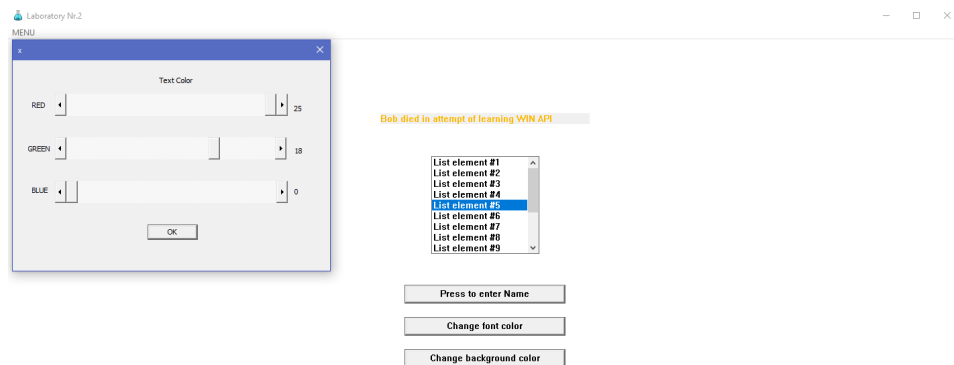 Laboratory Nr.2
MENU
x
Text Color
RED
25
GREEN
18
BLUE
0
OK
Bob died in attempt of learning WIN API
List element #1
List element #2
List element #3
List element #4
List element #5
List element #6
List element #7
List element #8
List element #9
Press to enter Name
Change font color
Change background color